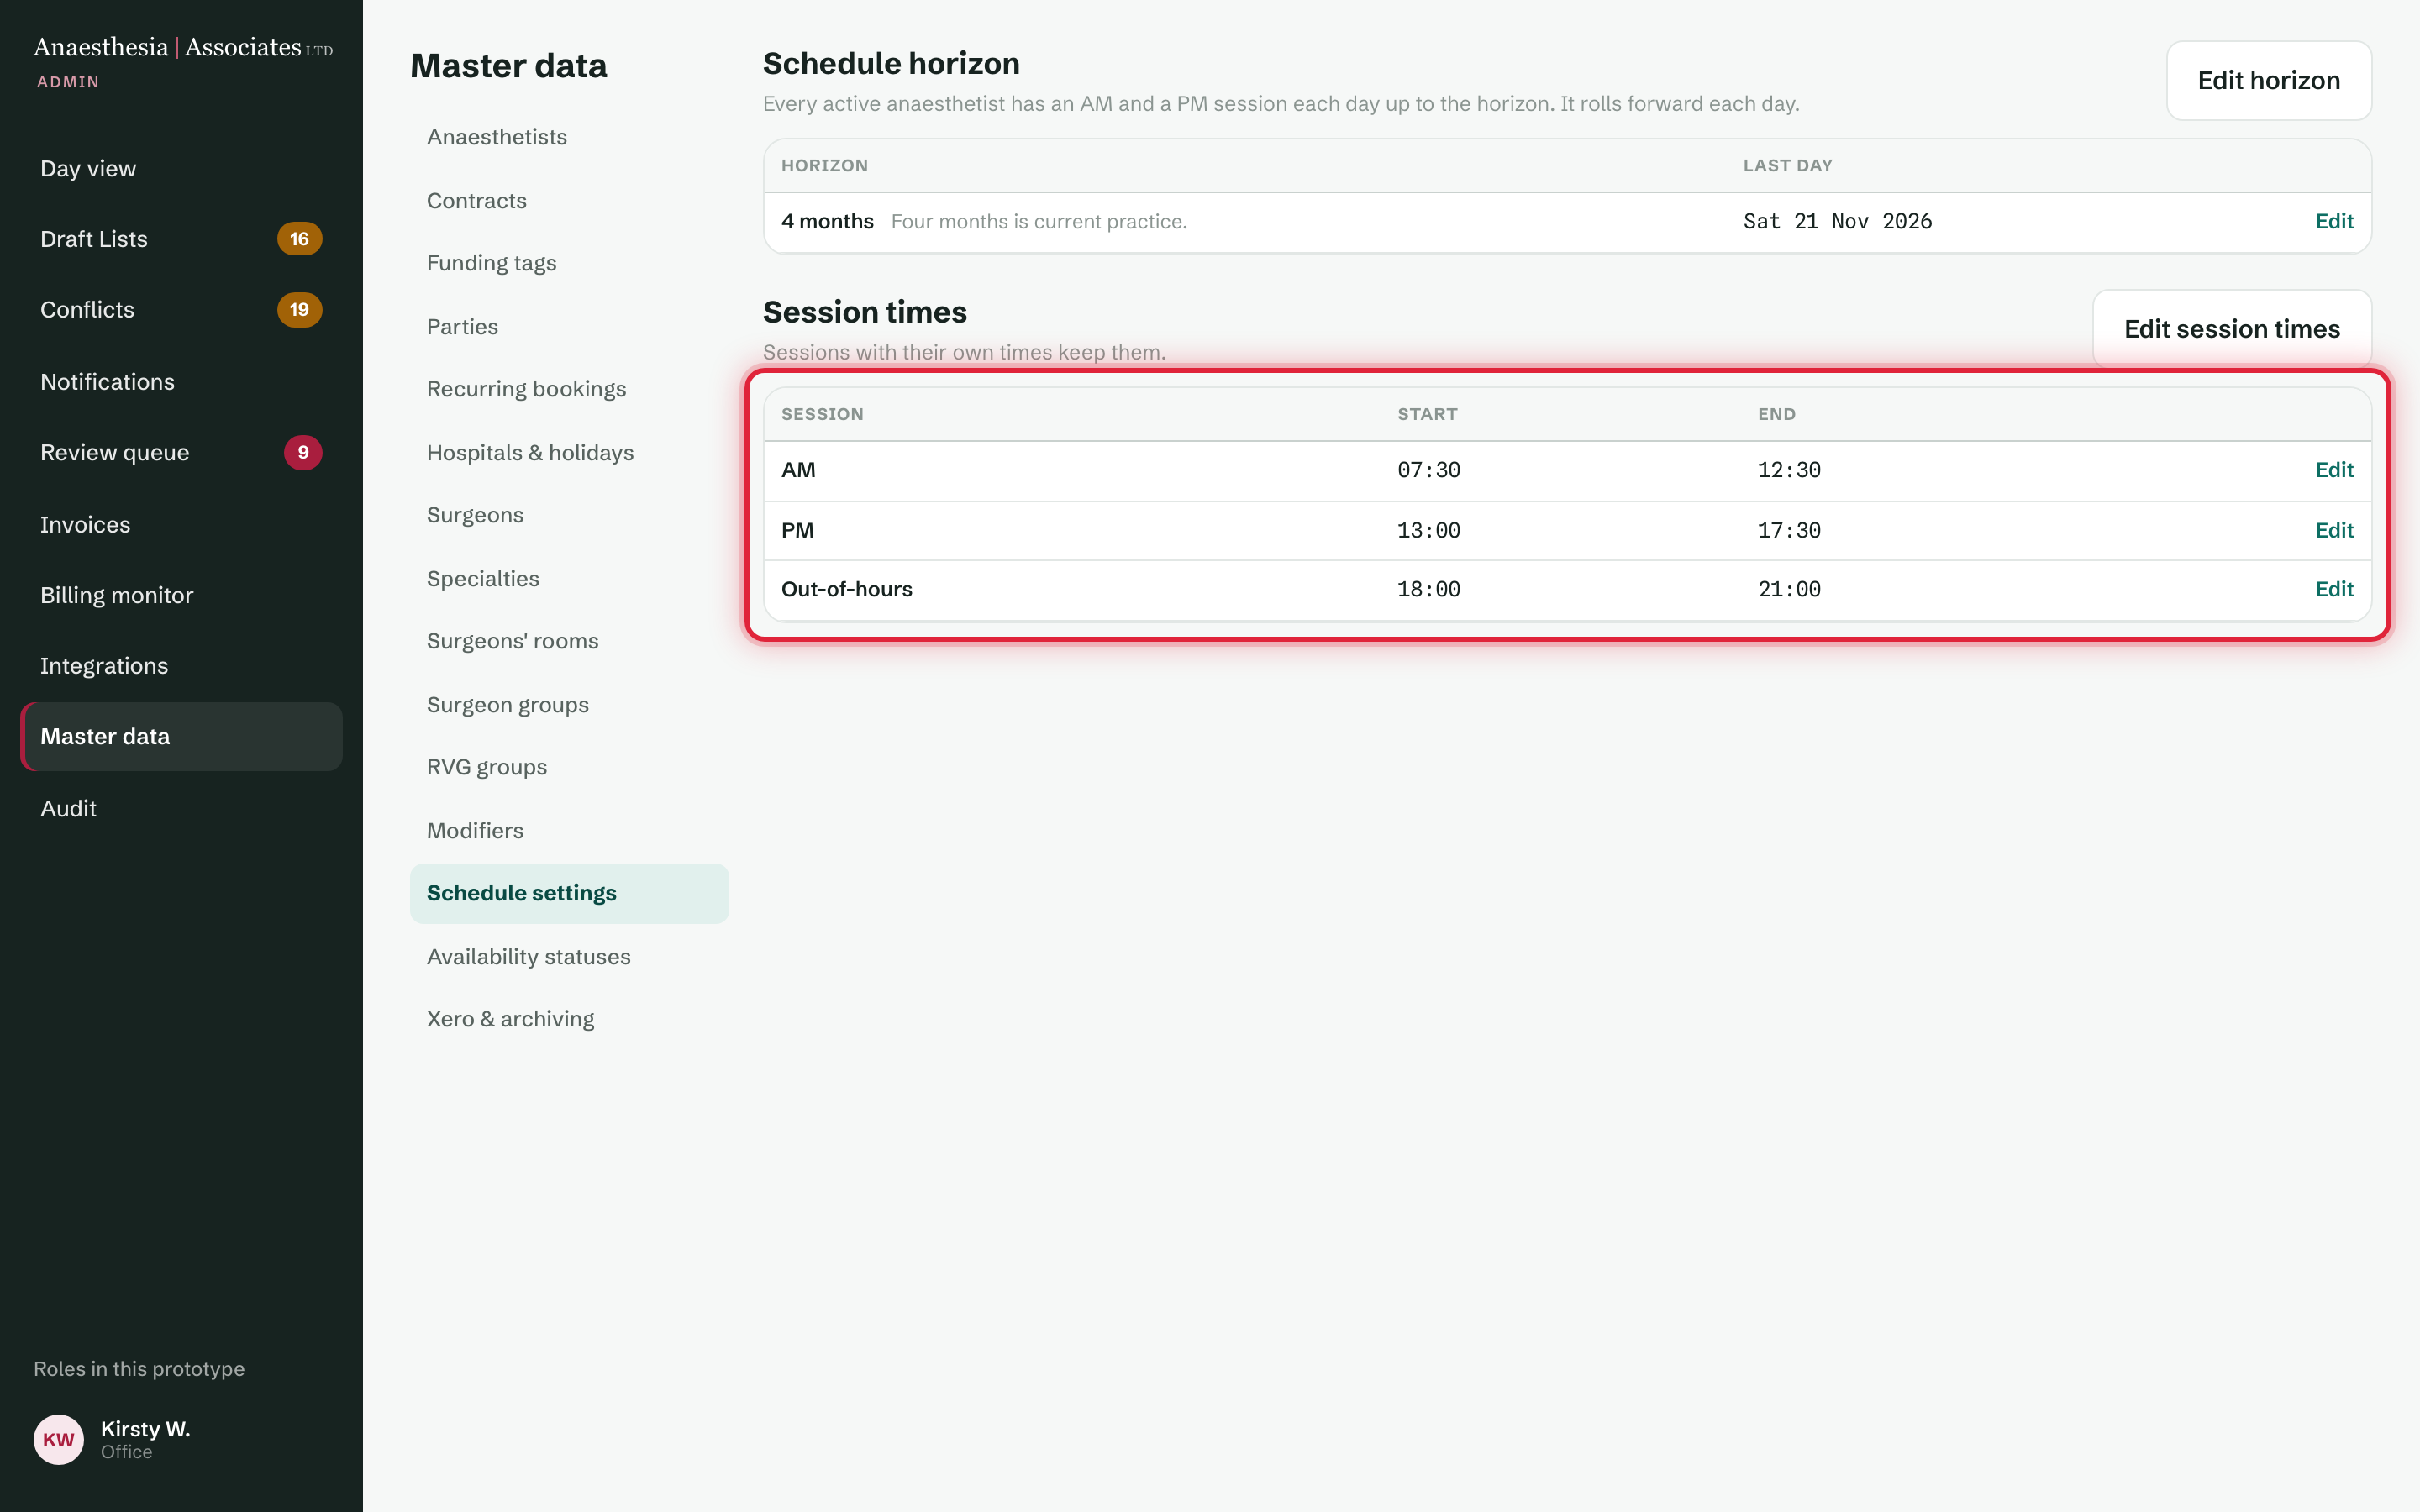 Anaesthesia | Associates LTD
ADMIN
Day view
Draft Lists 16
Conflicts 19
Notifications
Review queue 9
Invoices
Billing monitor
Integrations
Master data
Audit
Roles in this prototype
KW
Kirsty W.
Office
Master data
Anaesthetists
Contracts
Funding tags
Parties
Recurring bookings
Hospitals & holidays
Surgeons
Specialties
Surgeons' rooms
Surgeon groups
RVG groups
Modifiers
Schedule settings
Availability statuses
Xero & archiving
Schedule horizon
Every active anaesthetist has an AM and a PM session each day up to the horizon. It rolls forward each day.
Edit horizon
HORIZON LAST DAY
4 months Four months is current practice. Sat 21 Nov 2026 Edit
Session times
Sessions with their own times keep them.
Edit session times
SESSION START END
AM 07:30 12:30 Edit
PM 13:00 17:30 Edit
Out-of-hours 18:00 21:00 Edit